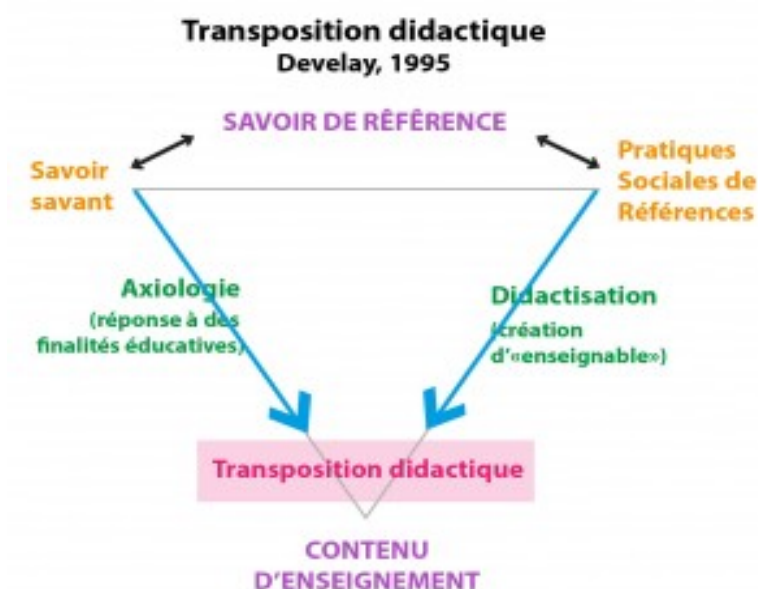 Transposition didactique
Develay, 1995
SAVOIR DE RÊFÊRENCE
Savoir
savant
Pratiques
Sociales de
Références
Axiologie
(réponse à des
finalités éducatives)
Didactisation
(création
d'«enseignable»)
Transposition didactique
CONTENU
D'ENSEIGNEMENT